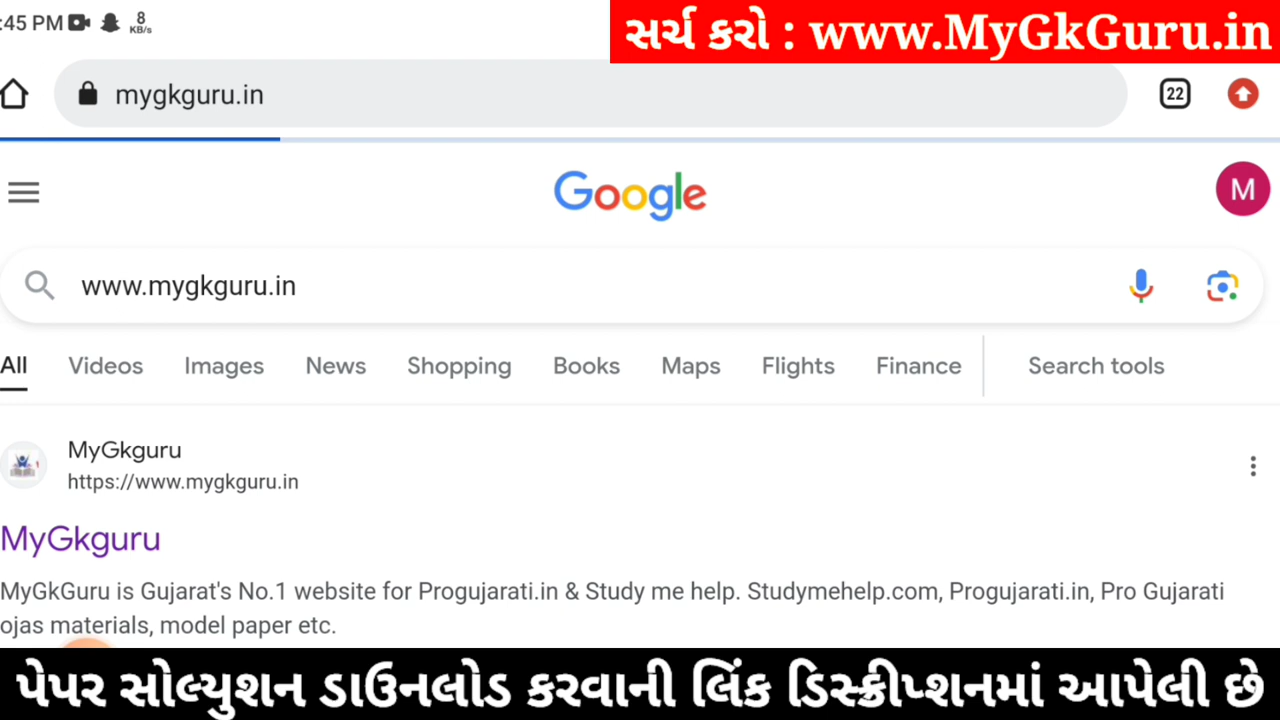 :45 PM 8 KB/s
સર્ચ કરો : www.MyGkGuru.in
mygkguru.in 22
Google M
www.mygkguru.in
All Videos Images News Shopping Books Maps Flights Finance Search tools
MyGkguru
https://www.mygkguru.in
MyGkguru
MyGkGuru is Gujarat's No.1 website for Progujarati.in & Study me help. Studymehelp.com, Progujarati.in, Pro Gujarati
ojas materials, model paper etc.
પેપર સોલ્યુશન ડાઉનલોડ કરવાની લિંક ડિસ્ક્રીપ્શનમાં આપેલી છે